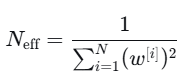 N_eff = 1 / ∑_{i=1}^{N} (w^{[i]})^2